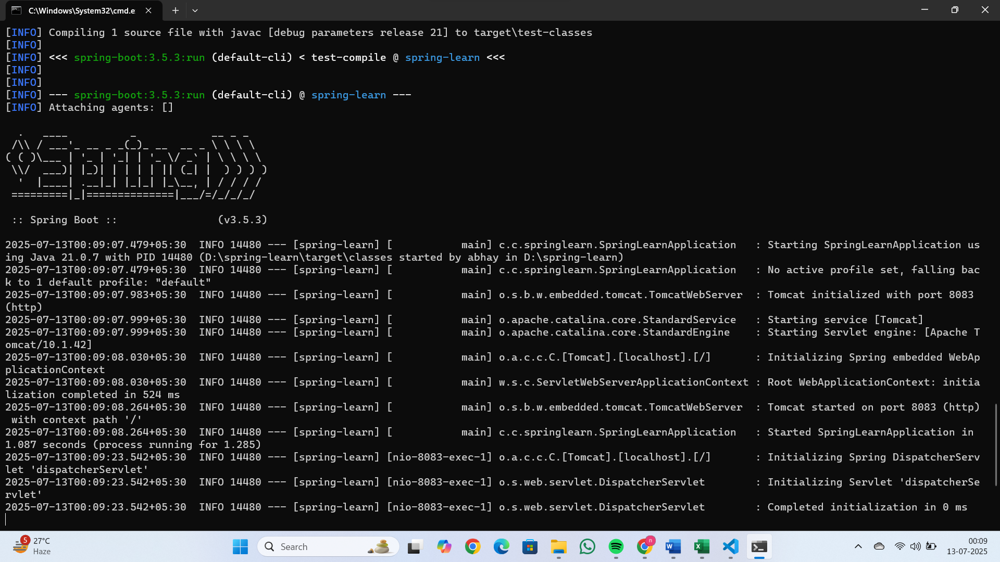 C:\Windows\System32\cmd.e
[INFO] Compiling 1 source file with javac [debug parameters release 21] to target\test-classes
[INFO]
[INFO] <<< spring-boot:3.5.3:run (default-cli) < test-compile @ spring-learn <<<
[INFO]
[INFO]
[INFO] --- spring-boot:3.5.3:run (default-cli) @ spring-learn ---
[INFO] Attaching agents: []
  .   ____          _            __ _ _
 /\\ / ___'_ __ _ _(_)_ __  __ _ \ \ \ \
( ( )\___ | '_ | '_| | '_ \/ _` | \ \ \ \
 \\/  ___)| |_)| | | | | || (_| |  ) ) ) )
  '  |____| .__|_| |_|_| |_\__, | / / / /
 =========|_|==============|___/=/_/_/_/
 :: Spring Boot ::                (v3.5.3)
2025-07-13T00:09:07.479+05:30  INFO 14480 --- [spring-learn] [           main] c.c.springlearn.SpringLearnApplication   : Starting SpringLearnApplication us
ing Java 21.0.7 with PID 14480 (D:\spring-learn\target\classes started by abhay in D:\spring-learn)
2025-07-13T00:09:07.479+05:30  INFO 14480 --- [spring-learn] [           main] c.c.springlearn.SpringLearnApplication   : No active profile set, falling bac
k to 1 default profile: "default"
2025-07-13T00:09:07.983+05:30  INFO 14480 --- [spring-learn] [           main] o.s.b.w.embedded.tomcat.TomcatWebServer  : Tomcat initialized with port 8083
(http)
2025-07-13T00:09:07.999+05:30  INFO 14480 --- [spring-learn] [           main] o.apache.catalina.core.StandardService   : Starting service [Tomcat]
2025-07-13T00:09:07.999+05:30  INFO 14480 --- [spring-learn] [           main] o.apache.catalina.core.StandardEngine    : Starting Servlet engine: [Apache T
omcat/10.1.42]
2025-07-13T00:09:08.030+05:30  INFO 14480 --- [spring-learn] [           main] o.a.c.c.C.[Tomcat].[localhost].[/]       : Initializing Spring embedded WebAp
plicationContext
2025-07-13T00:09:08.030+05:30  INFO 14480 --- [spring-learn] [           main] w.s.c.ServletWebServerApplicationContext : Root WebApplicationContext: initia
lization completed in 524 ms
2025-07-13T00:09:08.264+05:30  INFO 14480 --- [spring-learn] [           main] o.s.b.w.embedded.tomcat.TomcatWebServer  : Tomcat started on port 8083 (http)
 with context path '/'
2025-07-13T00:09:08.264+05:30  INFO 14480 --- [spring-learn] [           main] c.c.springlearn.SpringLearnApplication   : Started SpringLearnApplication in
1.087 seconds (process running for 1.285)
2025-07-13T00:09:23.542+05:30  INFO 14480 --- [spring-learn] [nio-8083-exec-1] o.a.c.c.C.[Tomcat].[localhost].[/]       : Initializing Spring DispatcherServ
let 'dispatcherServlet'
2025-07-13T00:09:23.542+05:30  INFO 14480 --- [spring-learn] [nio-8083-exec-1] o.s.web.servlet.DispatcherServlet        : Initializing Servlet 'dispatcherSe
rvlet'
2025-07-13T00:09:23.542+05:30  INFO 14480 --- [spring-learn] [nio-8083-exec-1] o.s.web.servlet.DispatcherServlet        : Completed initialization in 0 ms
5
27°C
Haze
Search
n
00:09
13-07-2025